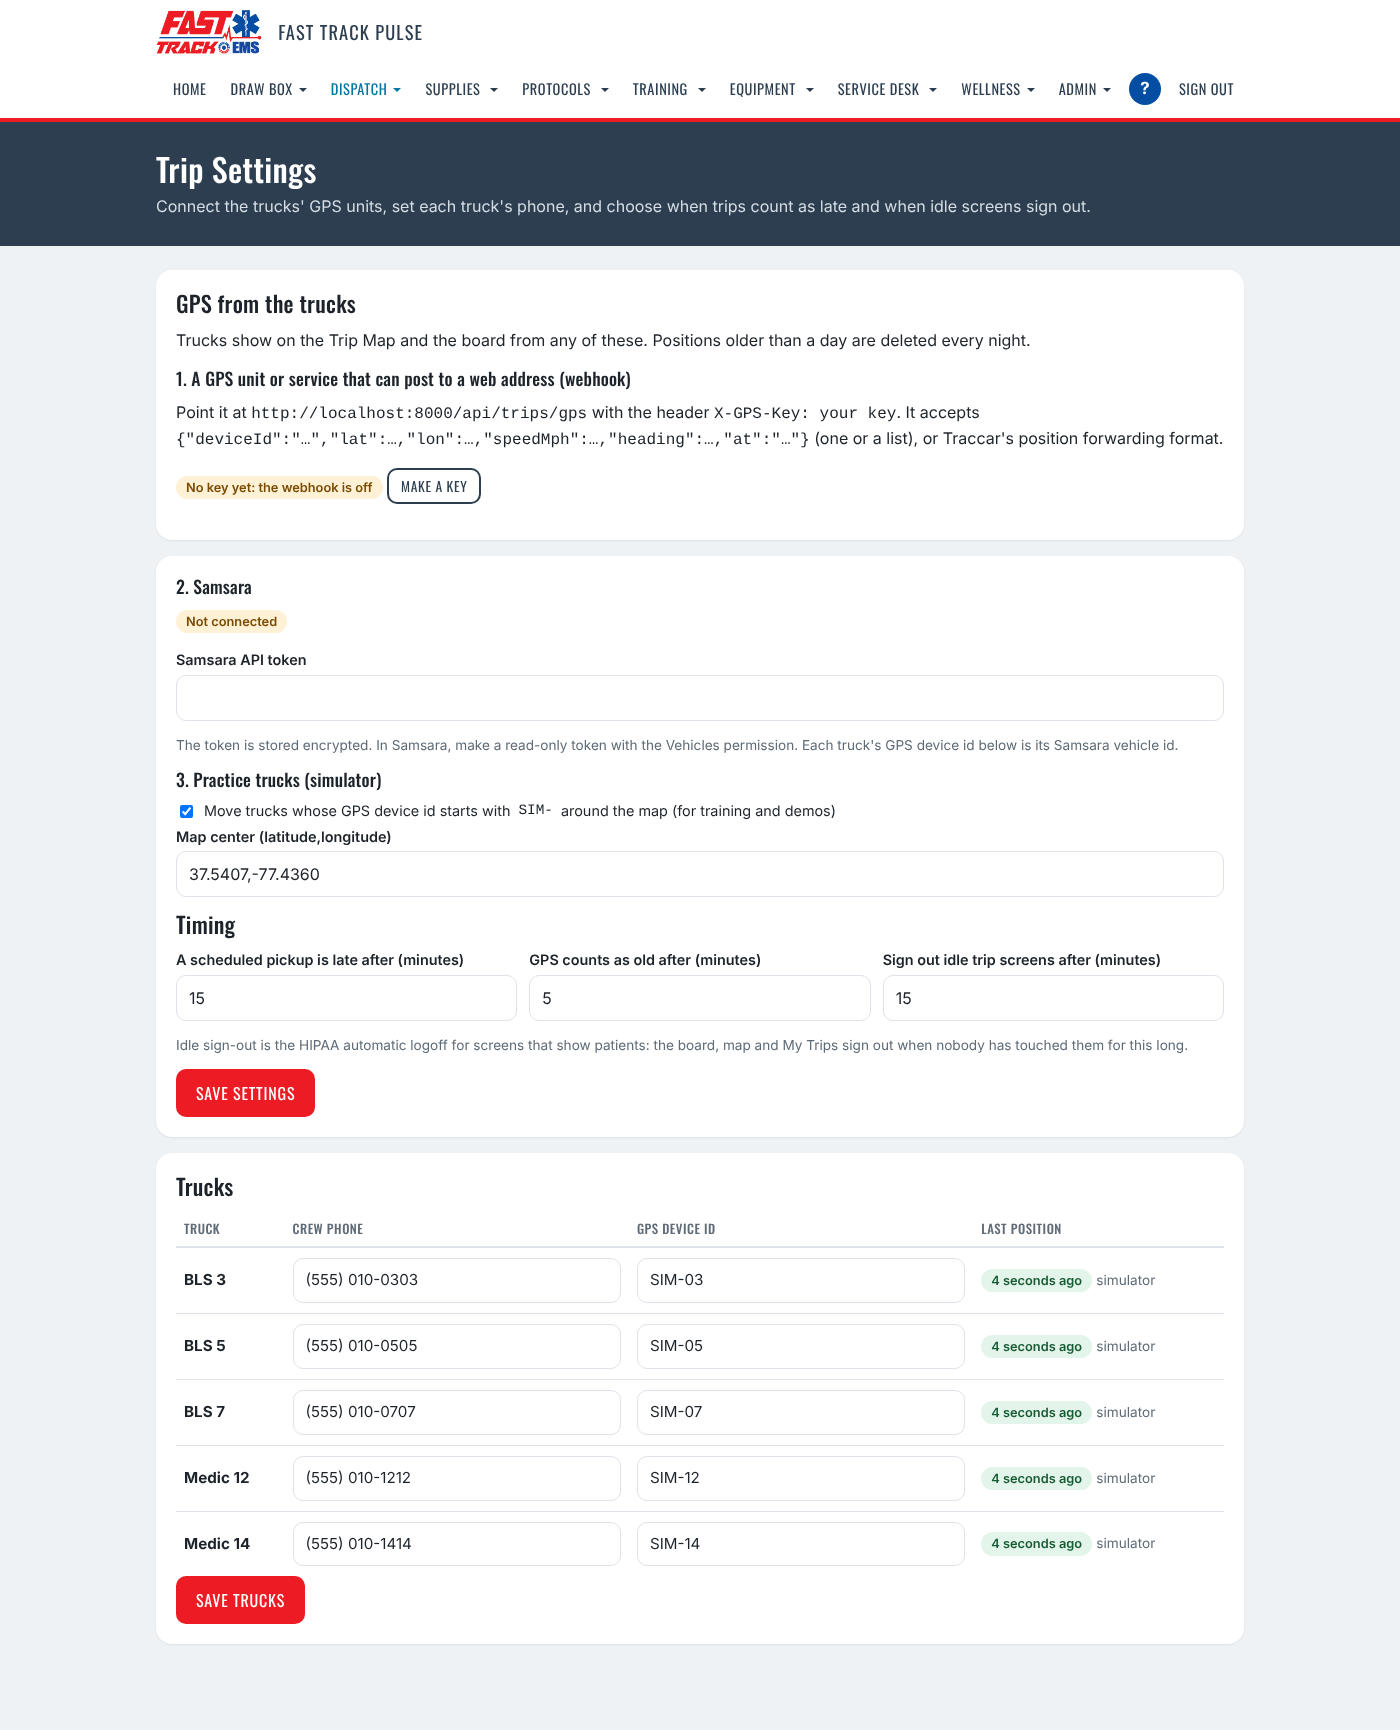 FAST TRACK EMS
FAST TRACK PULSE
HOME DRAW BOX DISPATCH SUPPLIES PROTOCOLS TRAINING EQUIPMENT SERVICE DESK WELLNESS ADMIN ? SIGN OUT
Trip Settings
Connect the trucks' GPS units, set each truck's phone, and choose when trips count as late and when idle screens sign out.
GPS from the trucks
Trucks show on the Trip Map and the board from any of these. Positions older than a day are deleted every night.
1. A GPS unit or service that can post to a web address (webhook)
Point it at http://localhost:8000/api/trips/gps with the header X-GPS-Key: your key. It accepts
{"deviceId":"…","lat":…,"lon":…,"speedMph":…,"heading":…,"at":"…"} (one or a list), or Traccar's position forwarding format.
No key yet: the webhook is off MAKE A KEY
2. Samsara
Not connected
Samsara API token
The token is stored encrypted. In Samsara, make a read-only token with the Vehicles permission. Each truck's GPS device id below is its Samsara vehicle id.
3. Practice trucks (simulator)
Move trucks whose GPS device id starts with SIM- around the map (for training and demos)
Map center (latitude,longitude)
37.5407,-77.4360
Timing
A scheduled pickup is late after (minutes) GPS counts as old after (minutes) Sign out idle trip screens after (minutes)
15 5 15
Idle sign-out is the HIPAA automatic logoff for screens that show patients: the board, map and My Trips sign out when nobody has touched them for this long.
SAVE SETTINGS
Trucks
TRUCK CREW PHONE GPS DEVICE ID LAST POSITION
BLS 3 (555) 010-0303 SIM-03 4 seconds ago simulator
BLS 5 (555) 010-0505 SIM-05 4 seconds ago simulator
BLS 7 (555) 010-0707 SIM-07 4 seconds ago simulator
Medic 12 (555) 010-1212 SIM-12 4 seconds ago simulator
Medic 14 (555) 010-1414 SIM-14 4 seconds ago simulator
SAVE TRUCKS